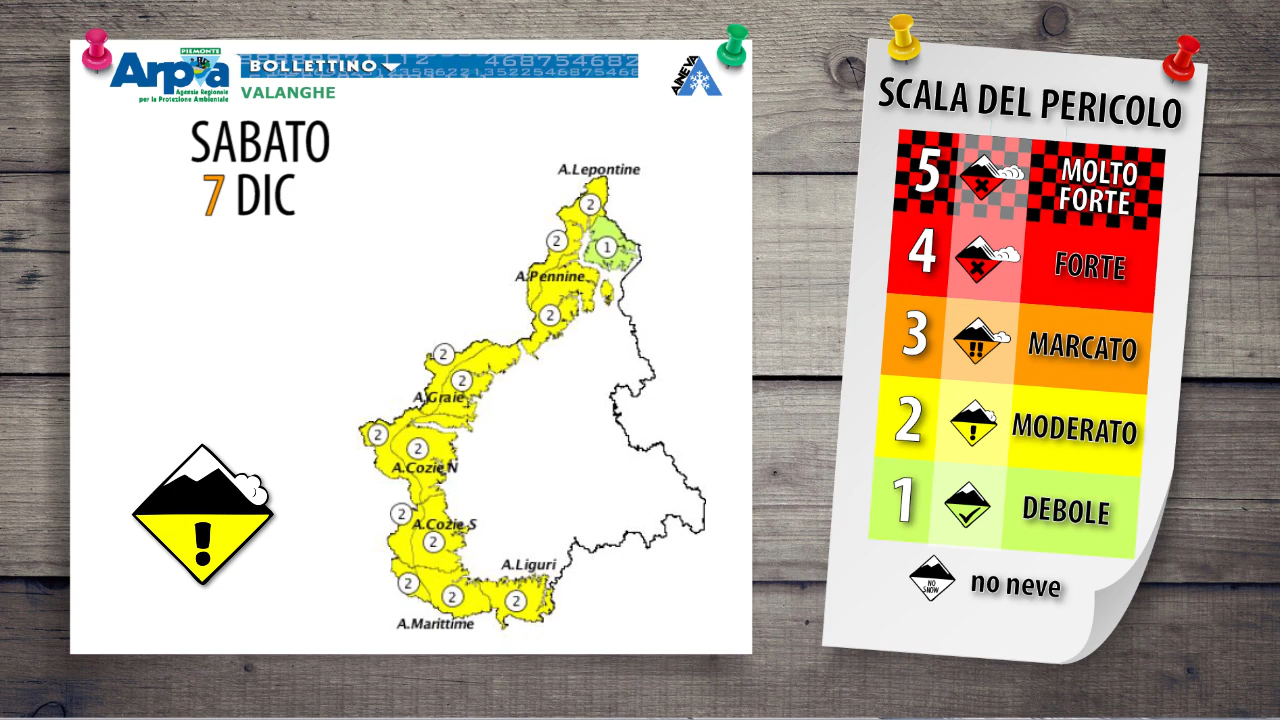 PIEMONTE
Arpa
Agenzia Regionale
per la Protezione Ambientale
BOLLETTINO
VALANGHE
AINEVA
SABATO
7 DIC
A.Lepontine
2
2
1
A.Pennine
2
2
2
A.Graie
2
2
A.Cozie N
2
A.Cozie S
2
A.Liguri
2
2
2
A.Marittime
SCALA DEL PERICOLO
5 MOLTO
FORTE
4 FORTE
3 MARCATO
2 MODERATO
1 DEBOLE
NO
SNOW
no neve